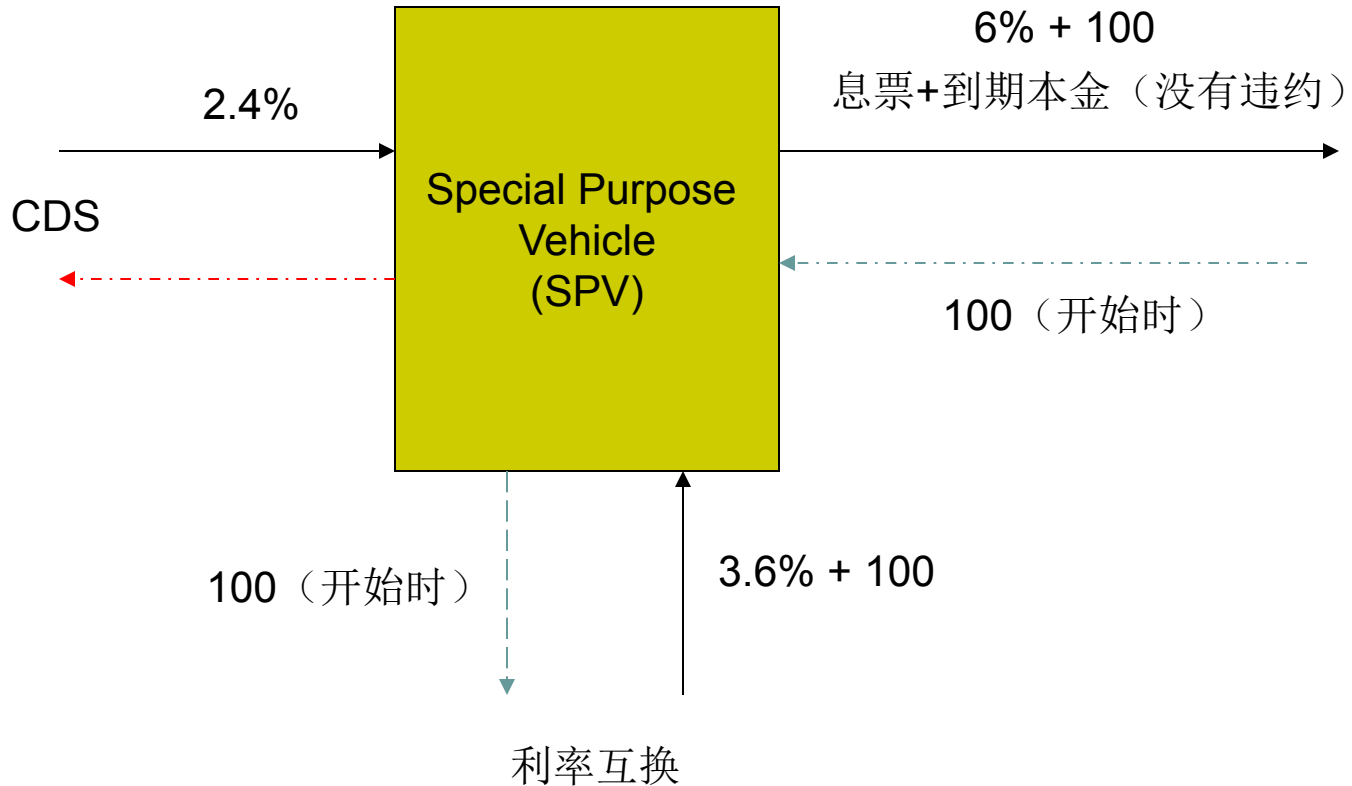 6% + 100
息票+到期本金（没有违约）
2.4%
CDS
Special Purpose
Vehicle
(SPV)
100（开始时）
100（开始时）
3.6% + 100
利率互换